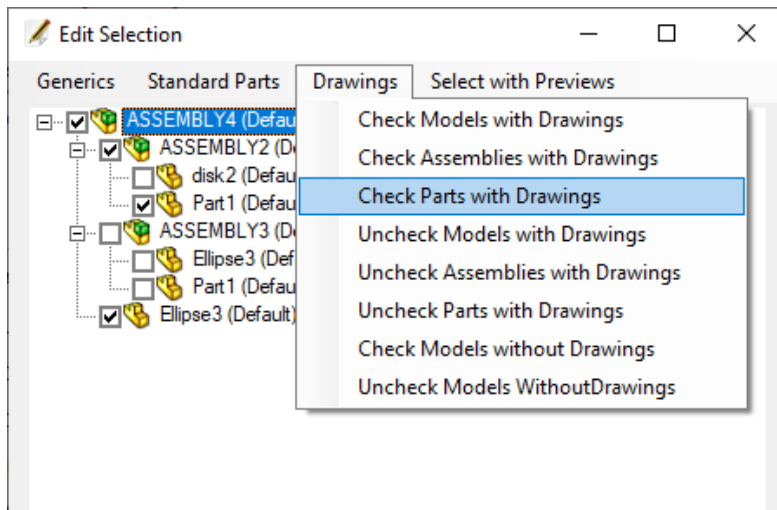 Edit Selection
Generics Standard Parts Drawings Select with Previews
ASSEMBLY4 (Defau
ASSEMBLY2 (D
disk2 (Defau
Part1 (Defau
ASSEMBLY3 (D
Ellipse3 (Def
Part1 (Defau
Ellipse3 (Default)
Check Models with Drawings
Check Assemblies with Drawings
Check Parts with Drawings
Uncheck Models with Drawings
Uncheck Assemblies with Drawings
Uncheck Parts with Drawings
Check Models without Drawings
Uncheck Models WithoutDrawings